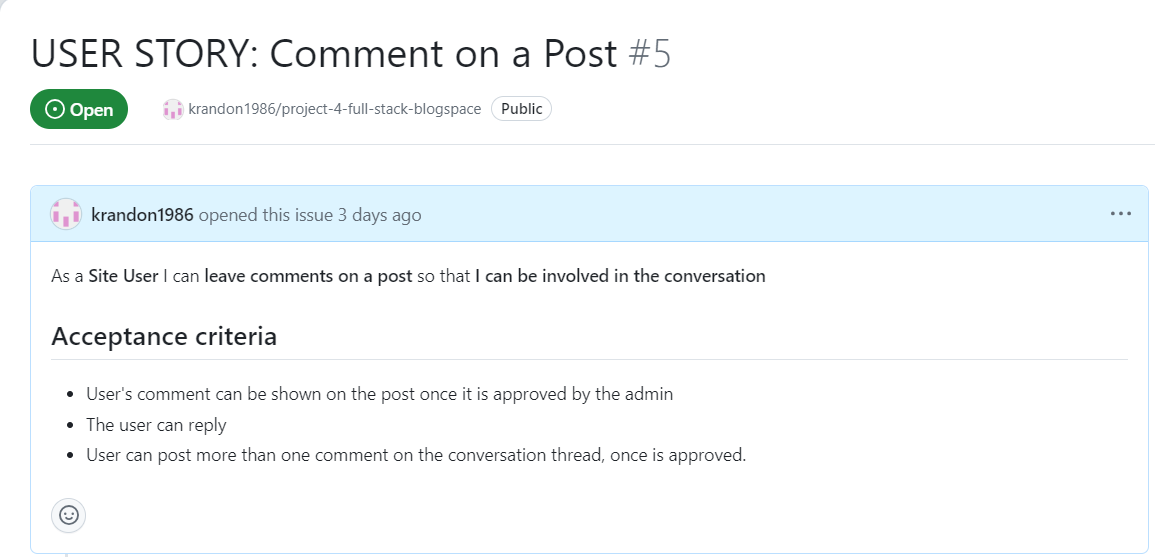 USER STORY: Comment on a Post #5
Open krandon1986/project-4-full-stack-blogspace Public
krandon1986 opened this issue 3 days ago
As a Site User I can leave comments on a post so that I can be involved in the conversation
Acceptance criteria
User's comment can be shown on the post once it is approved by the admin
The user can reply
User can post more than one comment on the conversation thread, once is approved.